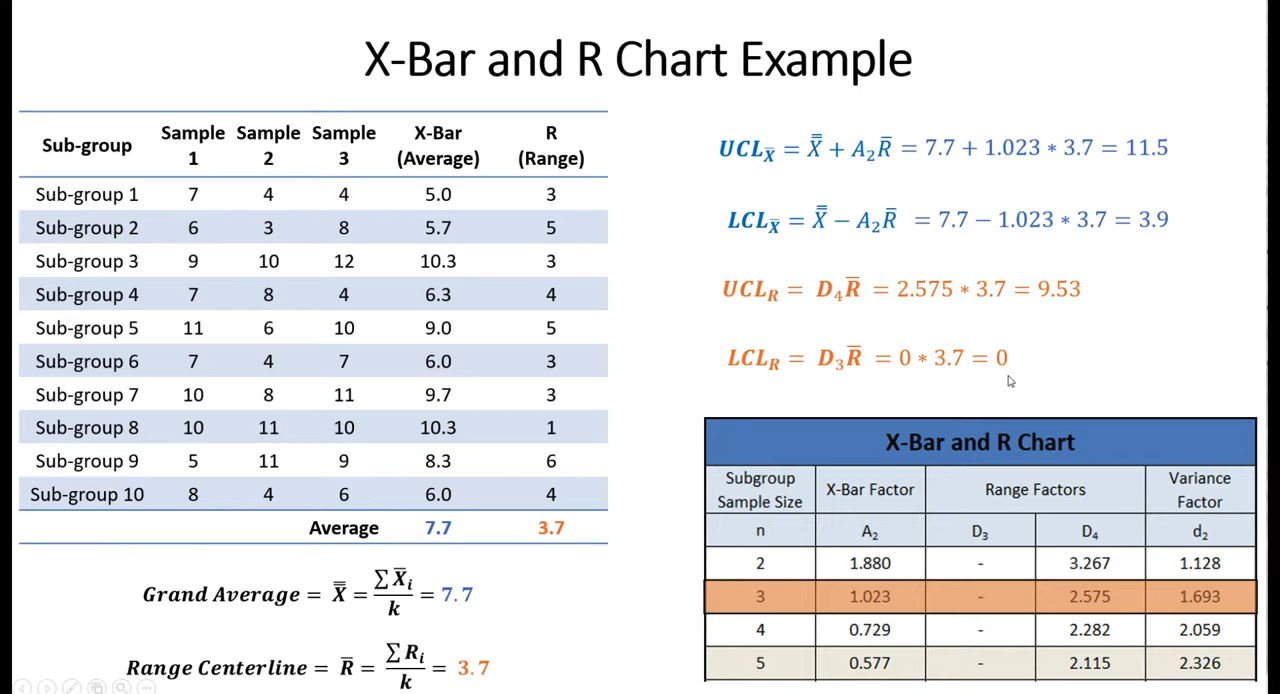 X-Bar and R Chart Example
Sub-group Sample 1 Sample 2 Sample 3 X-Bar (Average) R (Range)
Sub-group 1 7 4 4 5.0 3
Sub-group 2 6 3 8 5.7 5
Sub-group 3 9 10 12 10.3 3
Sub-group 4 7 8 4 6.3 4
Sub-group 5 11 6 10 9.0 5
Sub-group 6 7 4 7 6.0 3
Sub-group 7 10 8 11 9.7 3
Sub-group 8 10 11 10 10.3 1
Sub-group 9 5 11 9 8.3 6
Sub-group 10 8 4 6 6.0 4
Average 7.7 3.7
Grand Average = X̿ = ∑ X̅ᵢ / k = 7.7
Range Centerline = R̅ = ∑ Rᵢ / k = 3.7
UCL_X̅ = X̿ + A₂R̅ = 7.7 + 1.023 * 3.7 = 11.5
LCL_X̅ = X̿ − A₂R̅ = 7.7 − 1.023 * 3.7 = 3.9
UCL_R = D₄R̅ = 2.575 * 3.7 = 9.53
LCL_R = D₃R̅ = 0 * 3.7 = 0
X-Bar and R Chart
Subgroup Sample Size X-Bar Factor Range Factors Variance Factor
n A₂ D₃ D₄ d₂
2 1.880 - 3.267 1.128
3 1.023 - 2.575 1.693
4 0.729 - 2.282 2.059
5 0.577 - 2.115 2.326